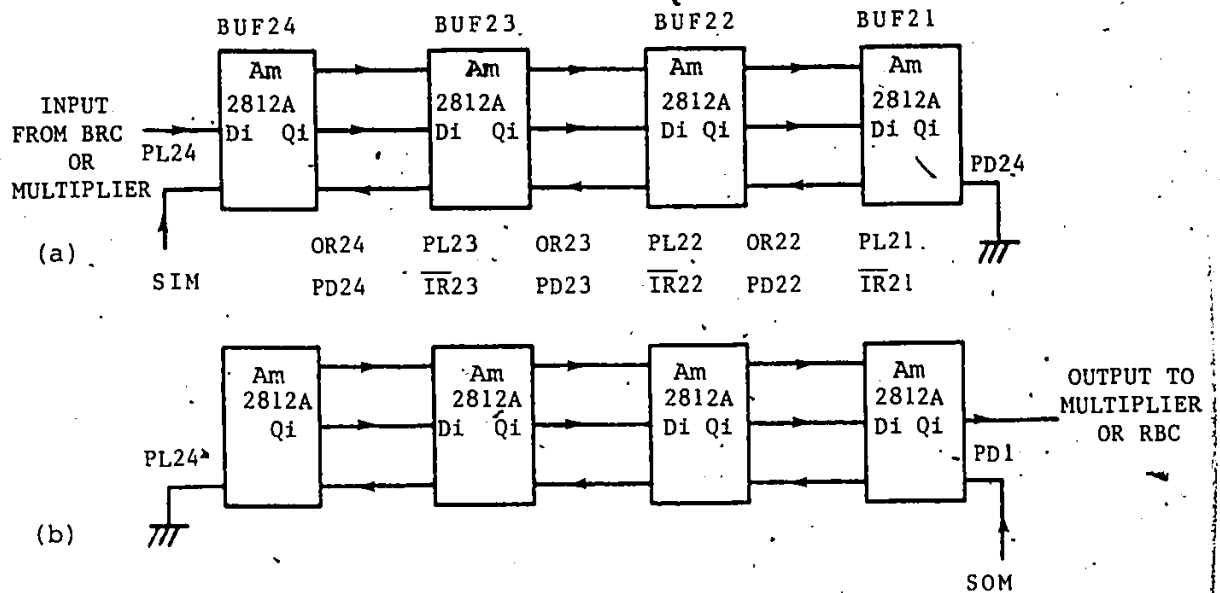 BUF24 BUF23 BUF22 BUF21
Am Am Am Am
2812A 2812A 2812A 2812A
Di Qi Di Qi Di Qi Di Qi
INPUT
FROM BRC
OR
MULTIPLIER
PL24
PD24
(a)
SIM
OR24 PL23 OR23 PL22 OR22 PL21
PD24 IR23 PD23 IR22 PD22 IR21
Am Am Am Am
2812A 2812A 2812A 2812A
Qi Di Qi Di Qi Di Qi
OUTPUT TO
MULTIPLIER
OR RBC
PL24
PD1
(b)
SOM